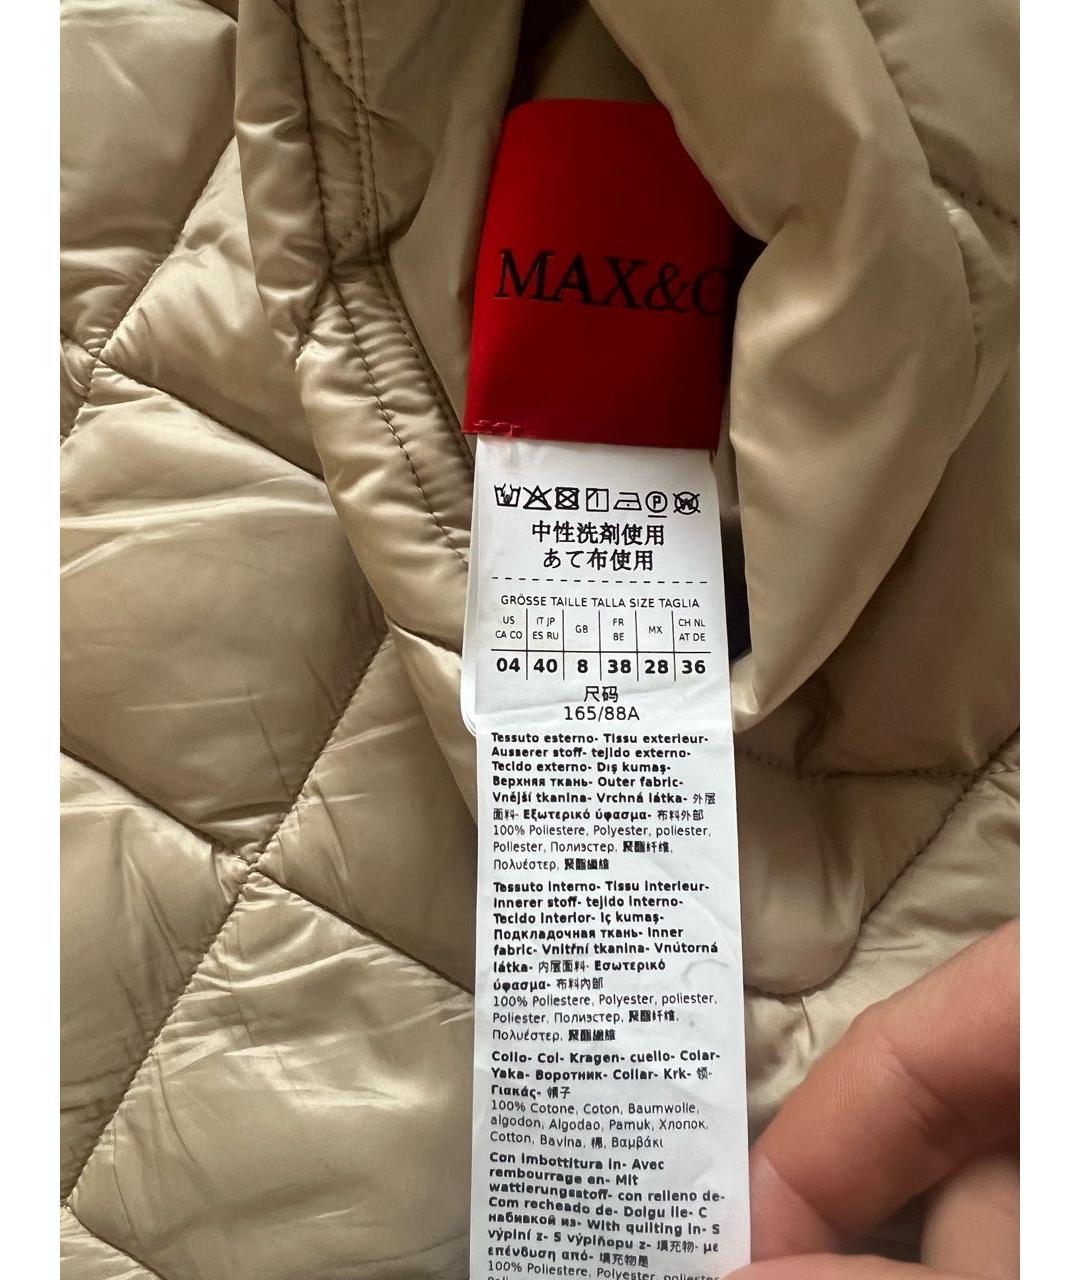 MAX&C
中性洗剤使用
あて布使用
GRÖSSE TAILLE TALLA SIZE TAGLIA
US CA CO IT JP ES RU GB FR BE MX CH NL AT DE
04 40 8 38 28 36
尺码
165/88A
Tessuto esterno- Tissu exterieur-
Ausserer stoff- tejido externo-
Tecido externo- Dış kumaş-
Верхняя ткань- Outer fabric-
Vnější tkanina- Vrchná látka- 外层
面料- Εξωτερικό ύφασμα- 布料外部
100% Poliestere, Polyester, poliester,
Poliester, Полиэстер, 聚酯纤维,
Πολυέστερ, 聚酯纖維
Tessuto interno- Tissu interieur-
Innerer stoff- tejido interno-
Tecido interior- İç kumaş-
Подкладочная ткань- Inner
fabric- Vnitřní tkanina- Vnútorná
látka- 内层面料- Εσωτερικό
ύφασμα- 布料內部
100% Poliestere, Polyester, poliester,
Poliester, Полиэстер, 聚酯纤维,
Πολυέστερ, 聚酯纖維
Collo- Col- Kragen- cuello- Colar-
Yaka- Воротник- Collar- Krk- 领-
Γιακάς- 領子
100% Cotone, Coton, Baumwolle,
algodon, Algodao, Pamuk, Хлопок,
Cotton, Bavlna, 棉, Βαμβάκι
Con imbottitura in- Avec
rembourrage en- Mit
wattierungsstoff- con relleno de-
Com recheado de- Dolgu ile- С
набивкой из- With quilting in- S
výplní z- S výplňopu z- 填充物- με
επένδυση από- 填充物是
100% Poliestere, Polyester, poliester,